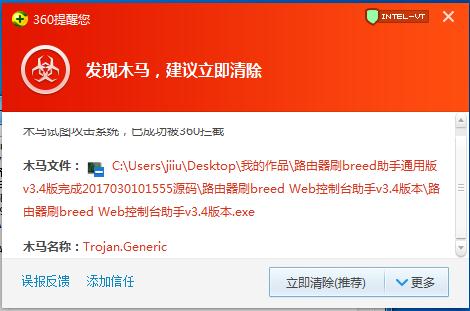 360提醒您
INTEL-VT
发现木马，建议立即清除
木马试图攻击系统，已成功被360拦截
木马文件： C:\Users\jiiu\Desktop\我的作品\路由器刷breed助手通用版
v3.4版完成2017030101555源码\路由器刷breed Web控制台助手v3.4版本\路
由器刷breed Web控制台助手v3.4版本.exe
木马名称：Trojan.Generic
误报反馈 添加信任 立即清除(推荐) 更多